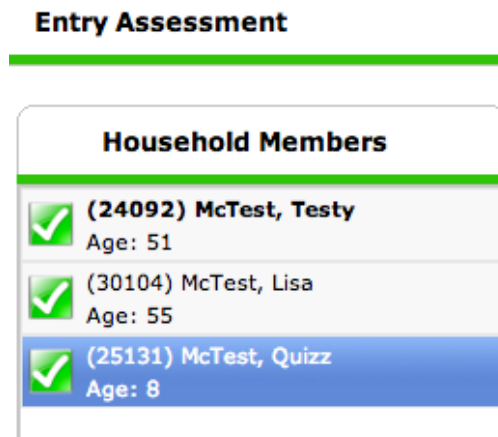 Entry Assessment
Household Members
(24092) McTest, Testy
Age: 51
(30104) McTest, Lisa
Age: 55
(25131) McTest, Quizz
Age: 8